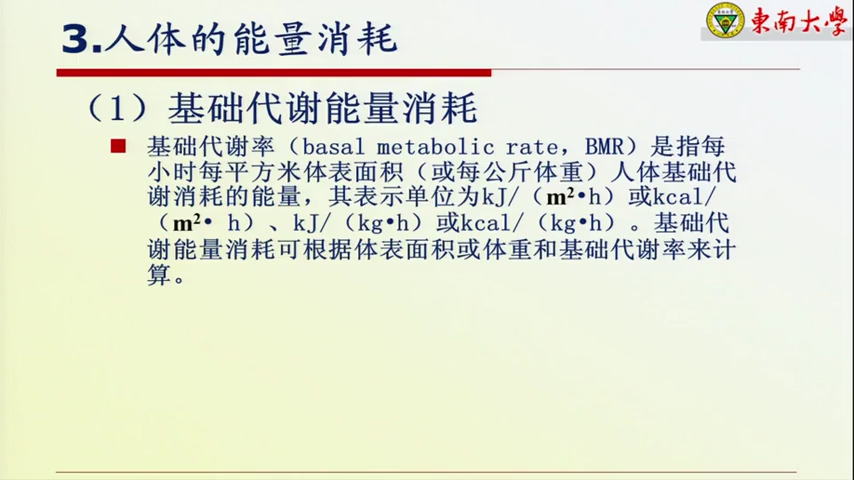 3.人体的能量消耗
東南大學
（1）基础代谢能量消耗
基础代谢率（basal metabolic rate，BMR）是指每
小时每平方米体表面积（或每公斤体重）人体基础代
谢消耗的能量，其表示单位为kJ/（m²•h）或kcal/
（m²• h）、kJ/（kg•h）或kcal/（kg•h）。基础代
谢能量消耗可根据体表面积或体重和基础代谢率来计
算。